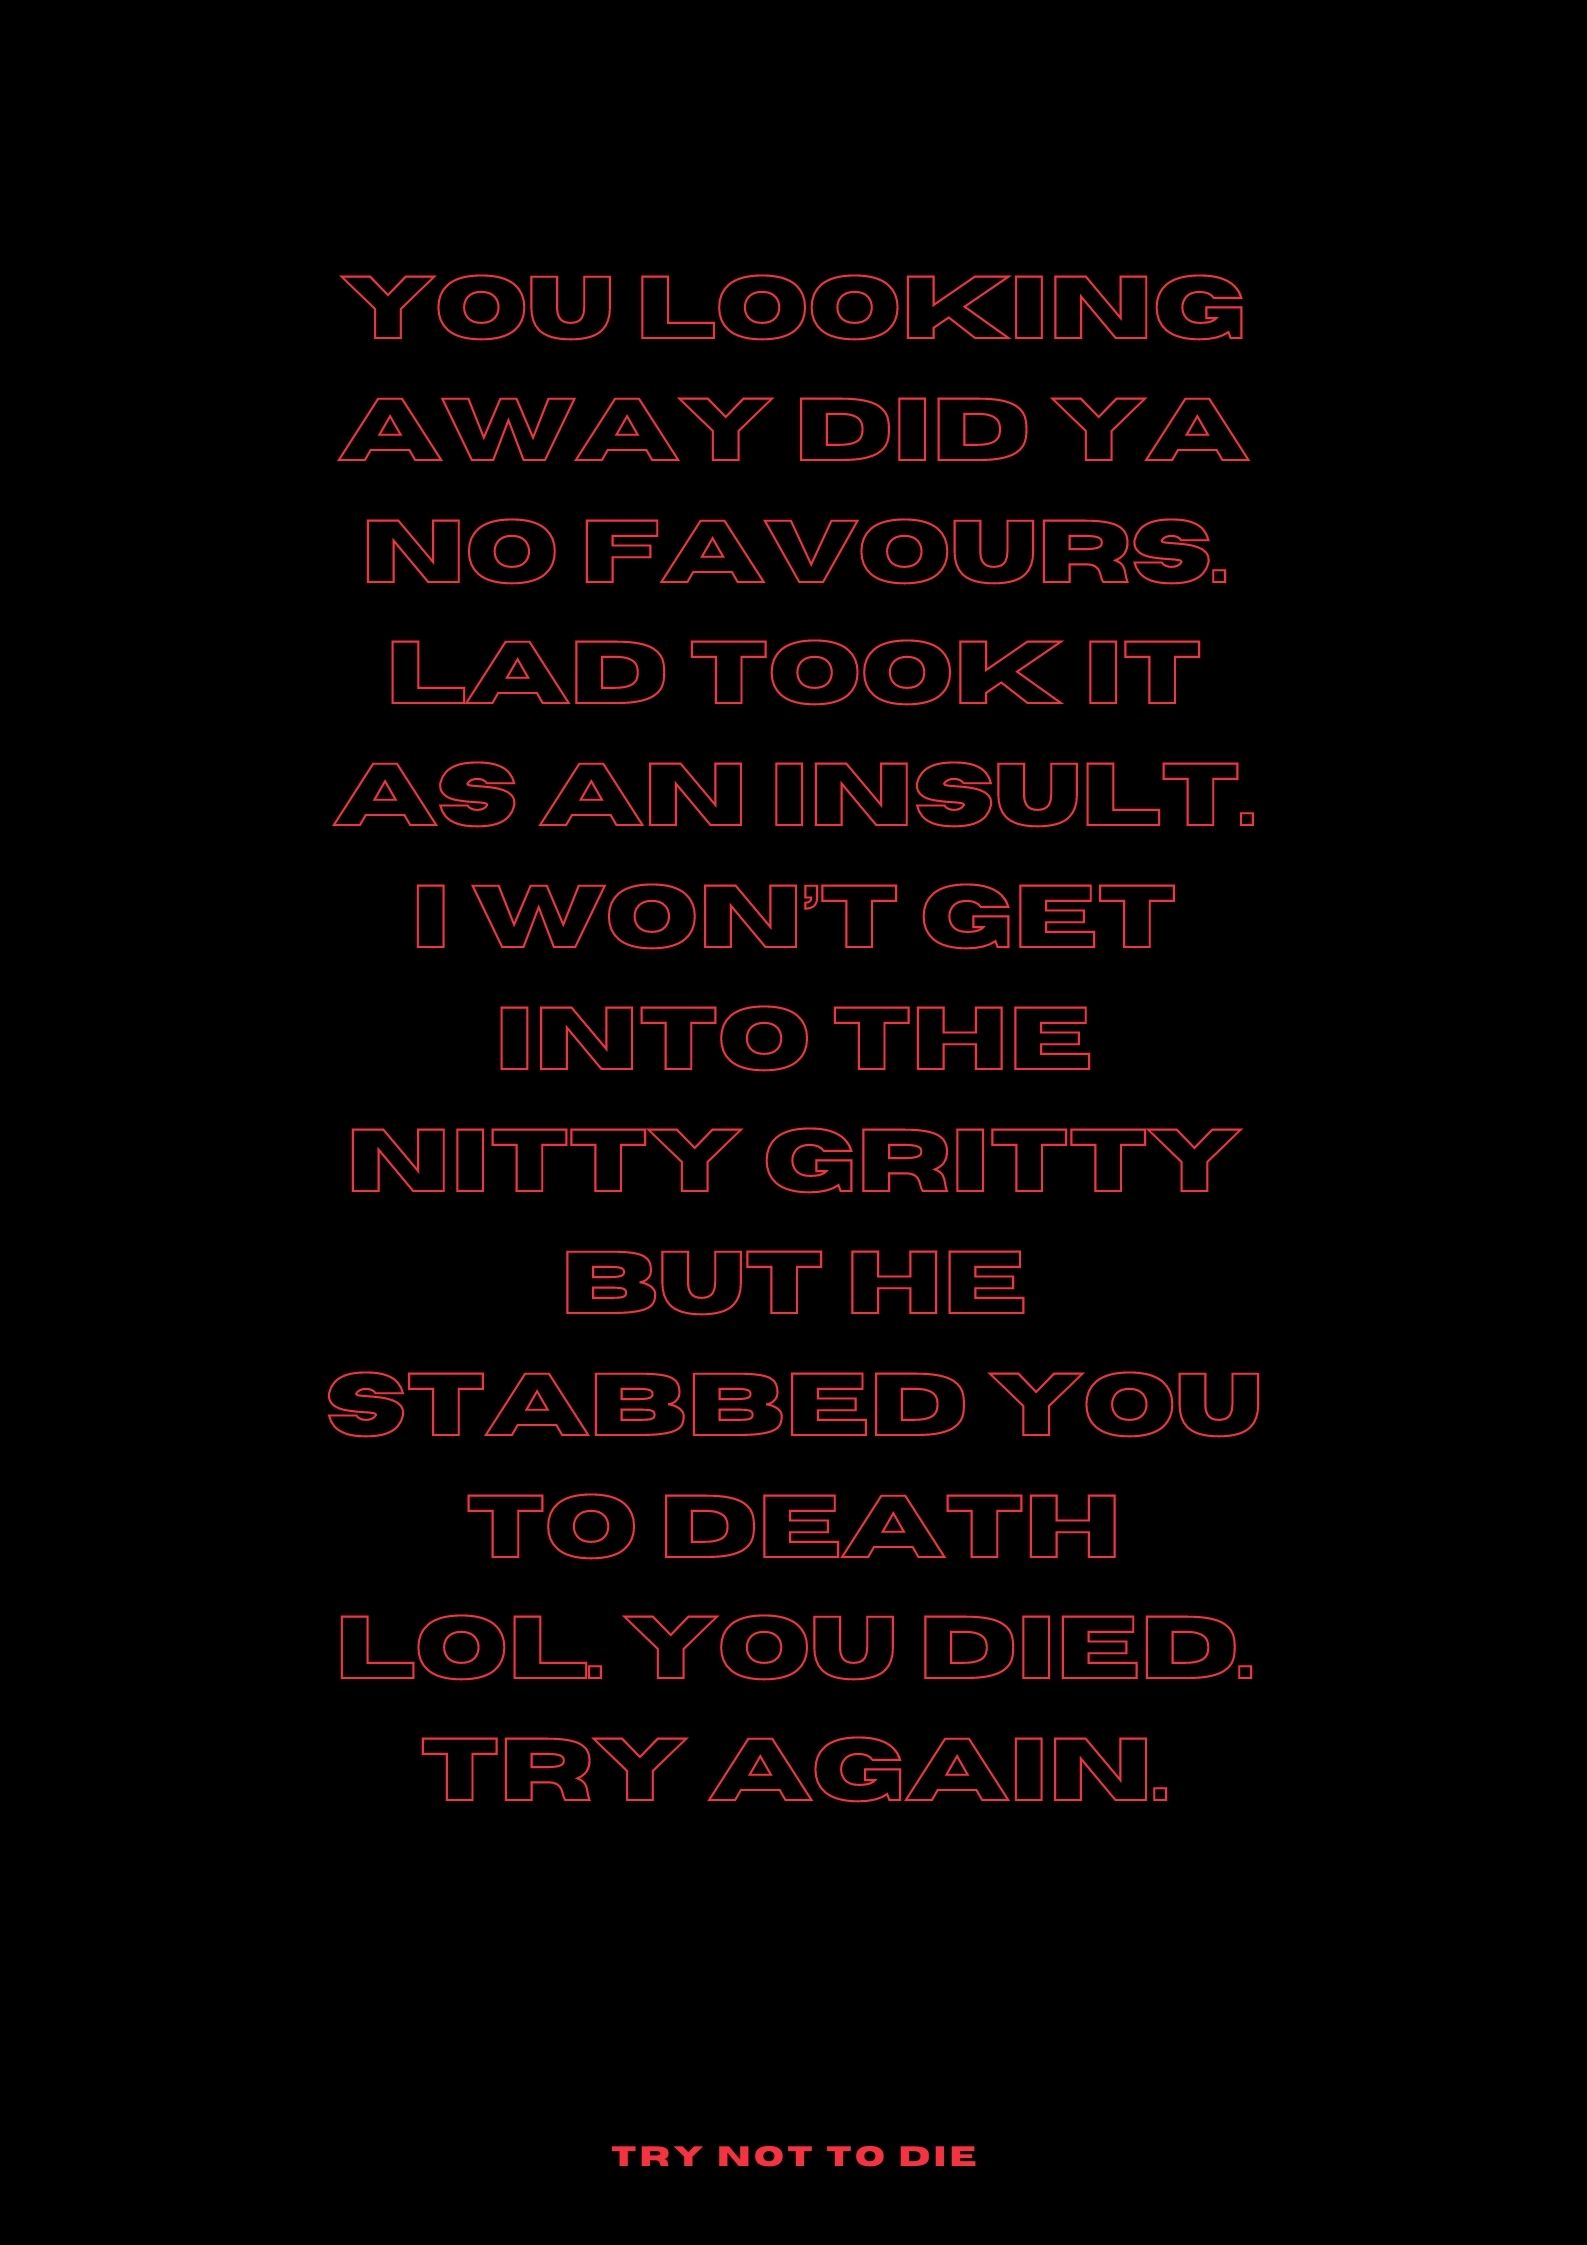 YOU LOOKING
AWAY DID YA
NO FAVOURS.
LAD TOOK IT
AS AN INSULT.
I WON’T GET
INTO THE
NITTY GRITTY
BUT HE
STABBED YOU
TO DEATH
LOL. YOU DIED.
TRY AGAIN.
TRY NOT TO DIE